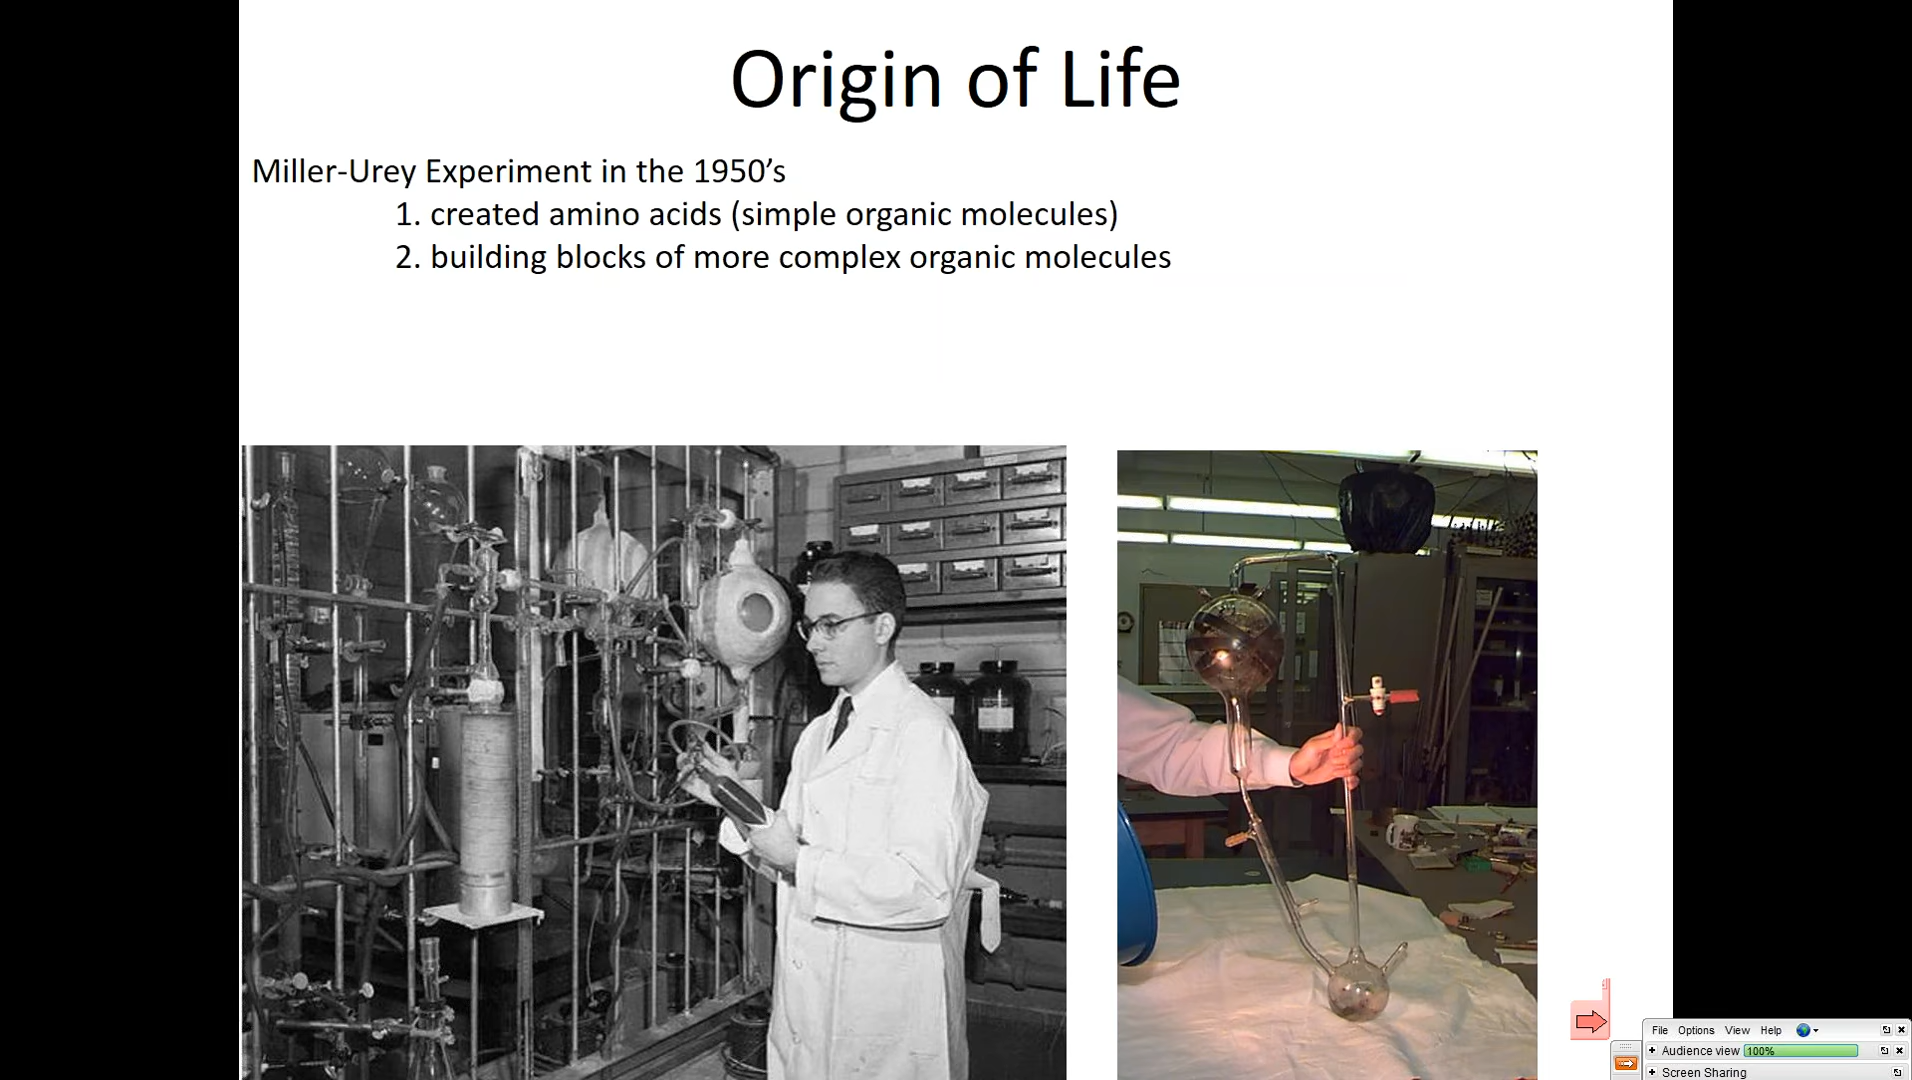 Origin of Life
Miller-Urey Experiment in the 1950’s
1. created amino acids (simple organic molecules)
2. building blocks of more complex organic molecules
File Options View Help
Audience view 100%
Screen Sharing